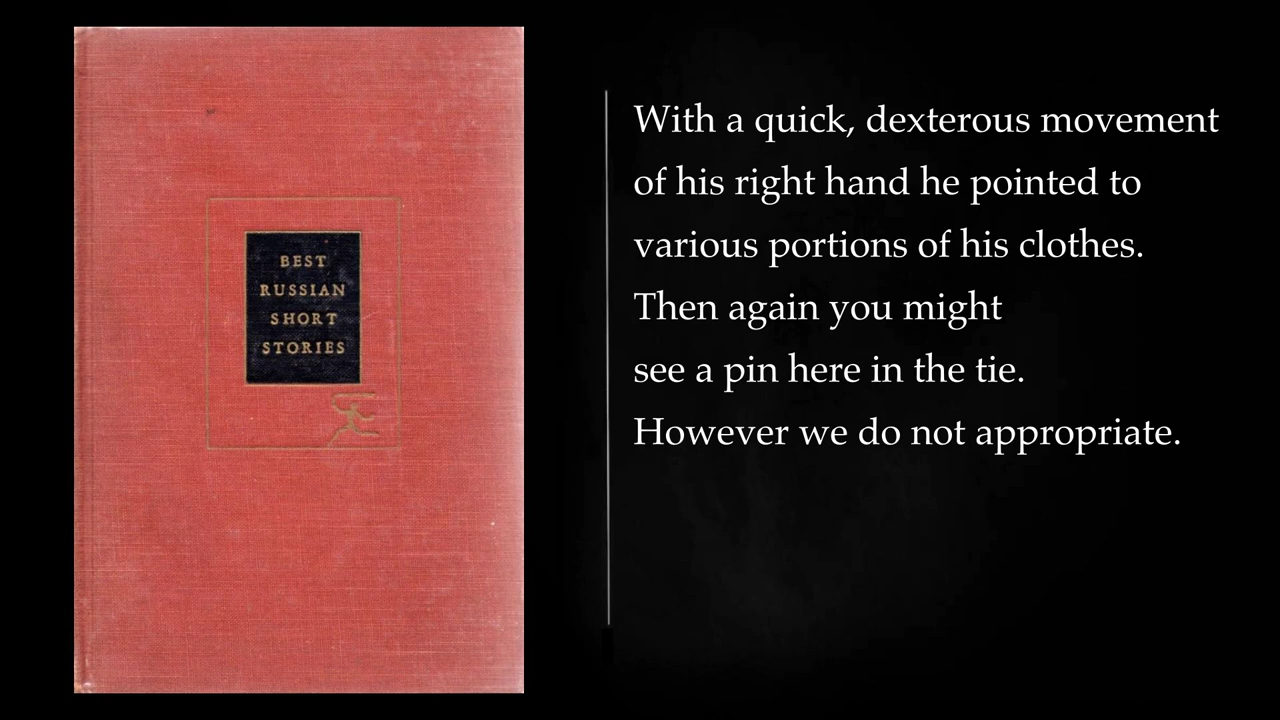 BEST
RUSSIAN
SHORT
STORIES
With a quick, dexterous movement
of his right hand he pointed to
various portions of his clothes.
Then again you might
see a pin here in the tie.
However we do not appropriate.